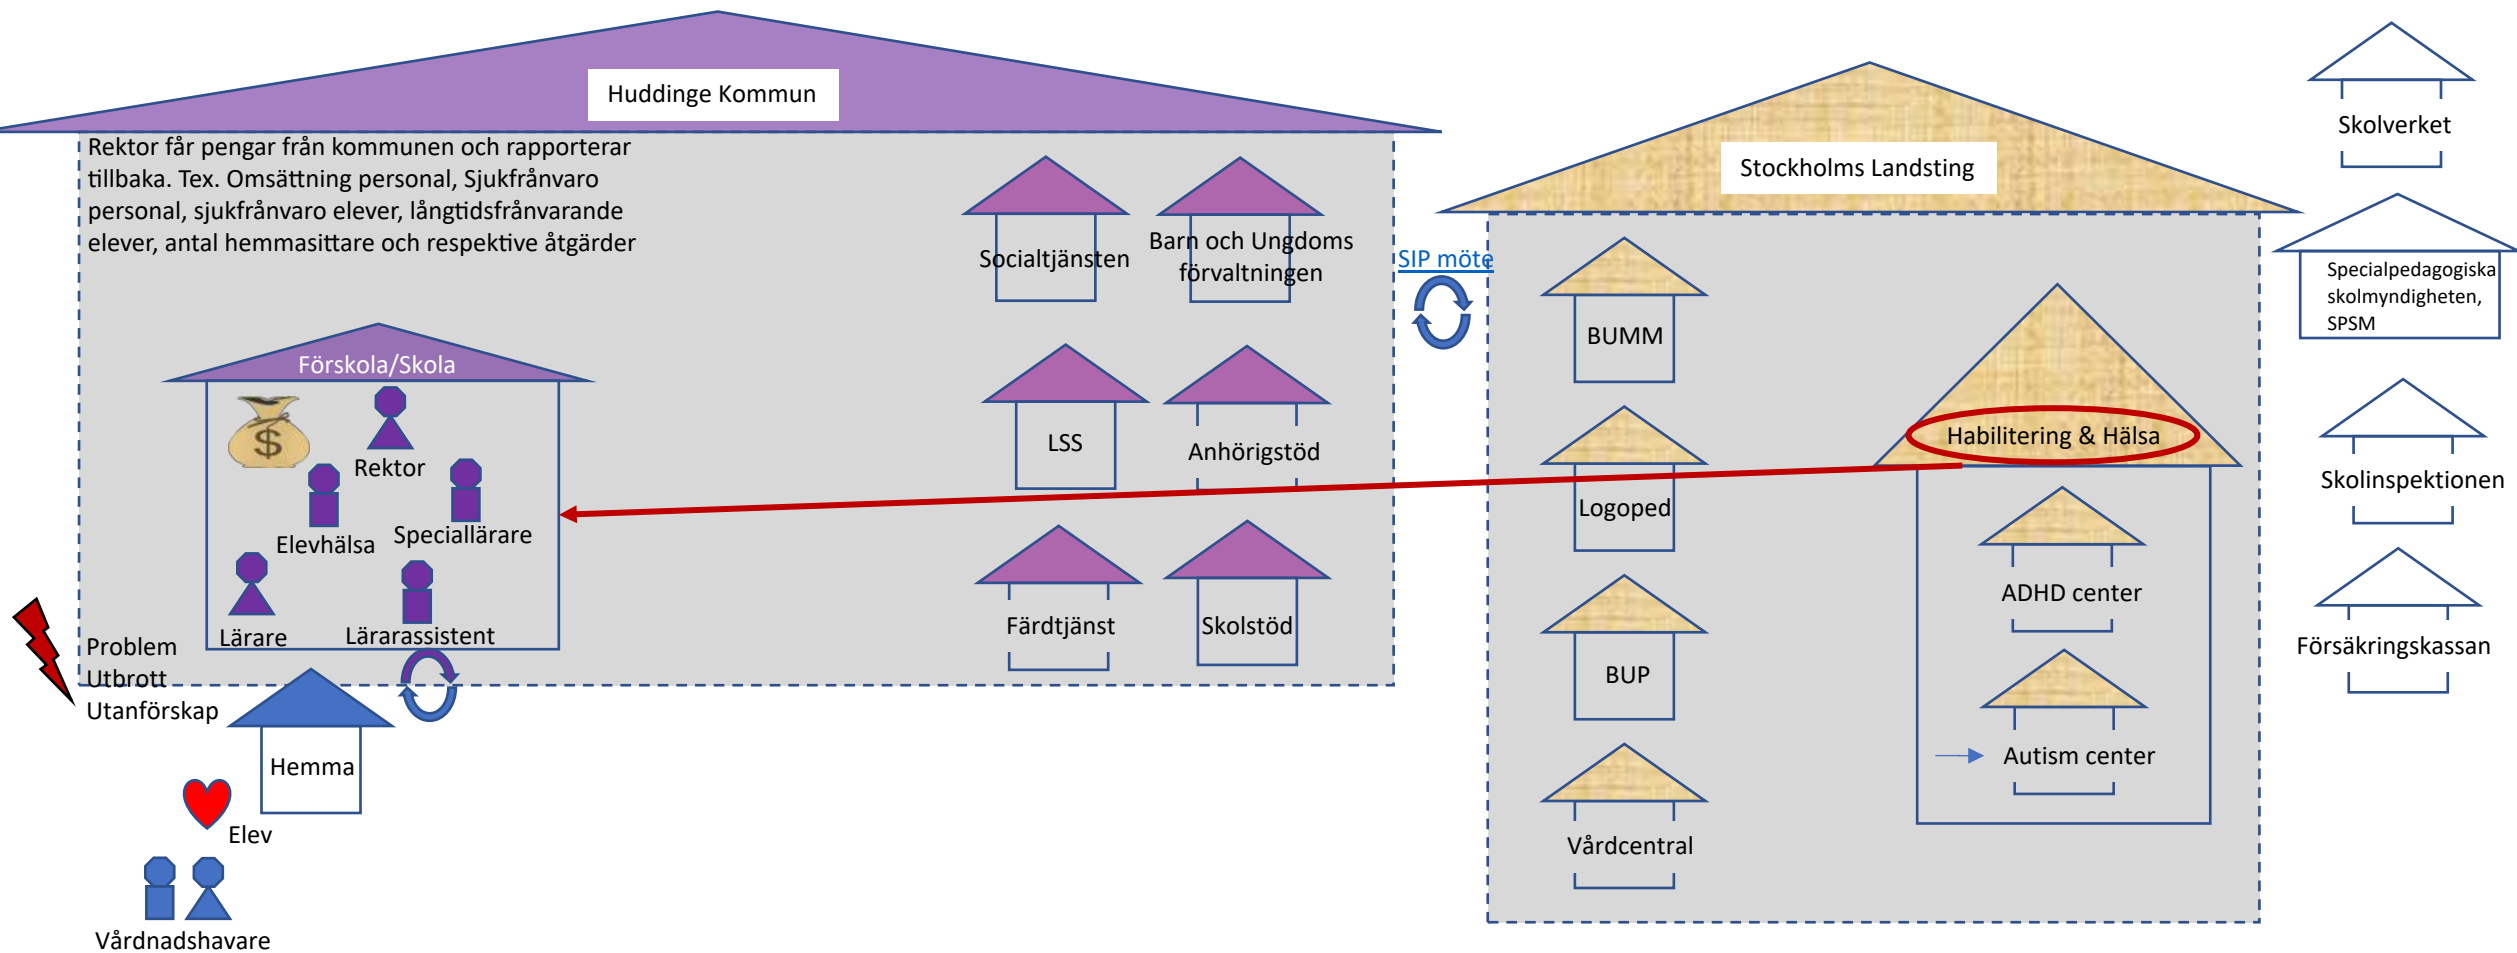 Huddinge Kommun
Rektor får pengar från kommunen och rapporterar
tillbaka. Tex. Omsättning personal, Sjukfrånvaro
personal, sjukfrånvaro elever, långtidsfrånvarande
elever, antal hemmasittare och respektive åtgärder
Förskola/Skola
Rektor
Elevhälsa
Speciallärare
Lärare
Lärarassistent
Problem
Utbrott
Utanförskap
Hemma
Elev
Vårdnadshavare
Socialtjänsten
Barn och Ungdoms
förvaltningen
LSS
Anhörigstöd
Färdtjänst
Skolstöd
SIP möte
Stockholms Landsting
BUMM
Logoped
BUP
Vårdcentral
Habilitering & Hälsa
ADHD center
Autism center
Skolverket
Specialpedagogiska
skolmyndigheten,
SPSM
Skolinspektionen
Försäkringskassan